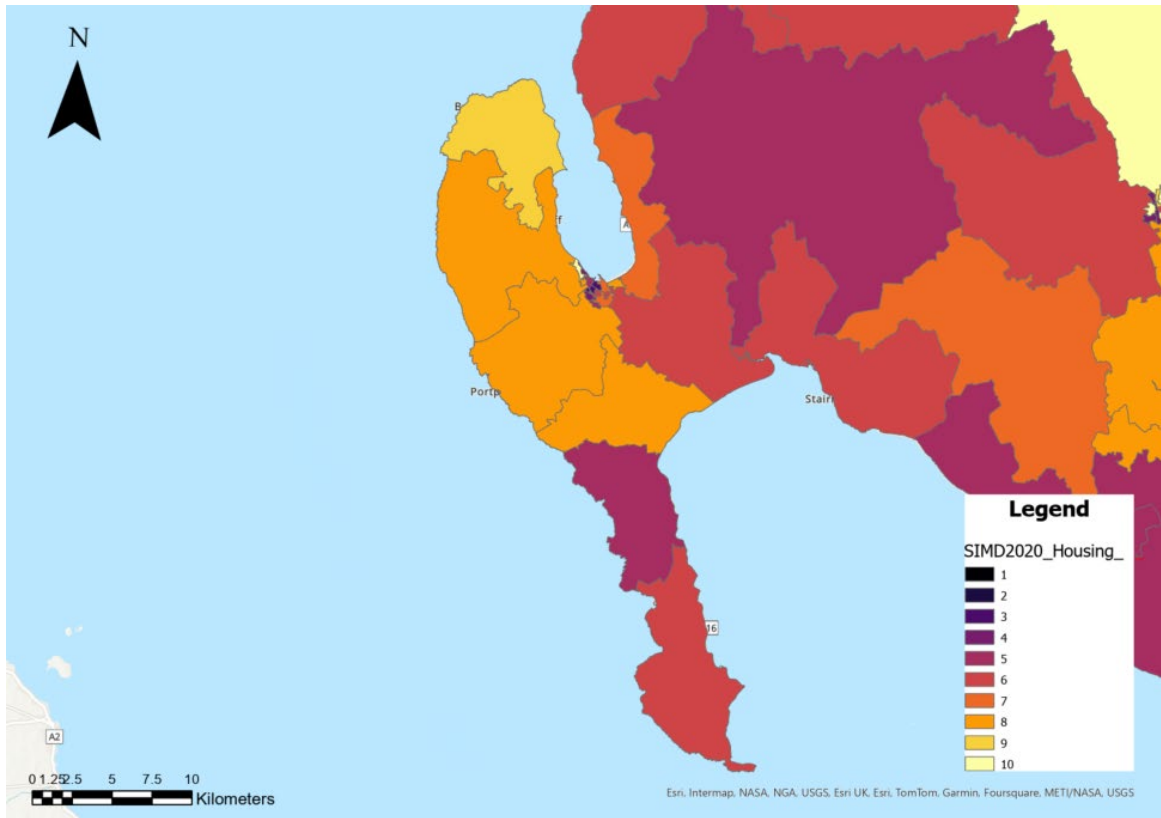 N
A
Portp
Stairl
16
A2
Legend
SIMD2020_Housing_
1
2
3
4
5
6
7
8
9
10
0 1.25 2.5 5 7.5 10
Kilometers
Esri, Intermap, NASA, NGA, USGS, Esri UK, Esri, TomTom, Garmin, Foursquare, METI/NASA, USGS